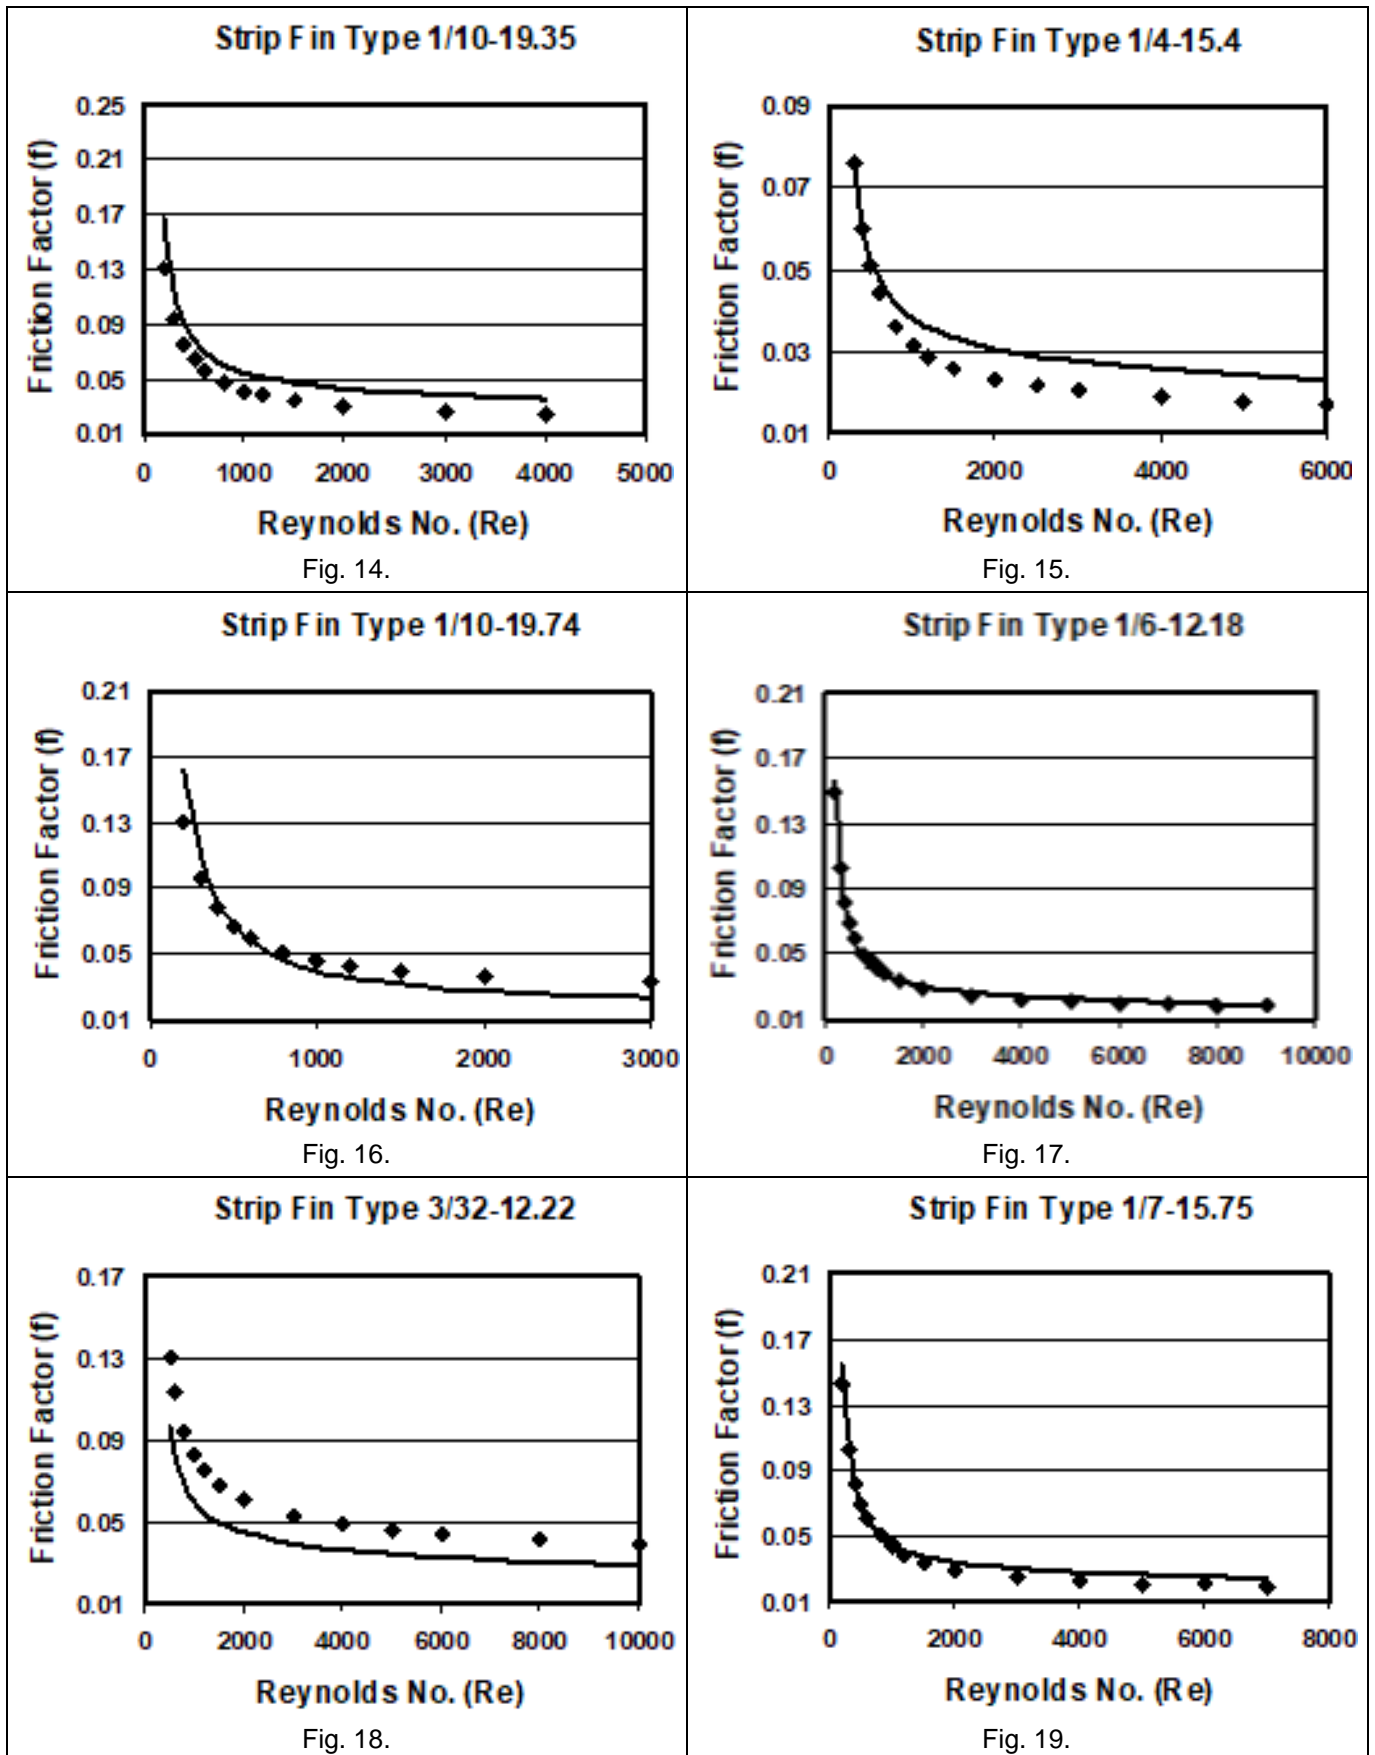 Strip Fin Type 1/10-19.35
0.25
0.21
0.17
0.13
0.09
0.05
0.01
Friction Factor (f)
0 1000 2000 3000 4000 5000
Reynolds No. (Re)
Fig. 14.
Strip Fin Type 1/4-15.4
0.09
0.07
0.05
0.03
0.01
Friction Factor (f)
0 2000 4000 6000
Reynolds No. (Re)
Fig. 15.
Strip Fin Type 1/10-19.74
0.21
0.17
0.13
0.09
0.05
0.01
Friction Factor (f)
0 1000 2000 3000
Reynolds No. (Re)
Fig. 16.
Strip Fin Type 1/6-12.18
0.21
0.17
0.13
0.09
0.05
0.01
Friction Factor (f)
0 2000 4000 6000 8000 10000
Reynolds No. (Re)
Fig. 17.
Strip Fin Type 3/32-12.22
0.17
0.13
0.09
0.05
0.01
Friction Factor (f)
0 2000 4000 6000 8000 10000
Reynolds No. (Re)
Fig. 18.
Strip Fin Type 1/7-15.75
0.21
0.17
0.13
0.09
0.05
0.01
Friction Factor (f)
0 2000 4000 6000 8000
Reynolds No. (Re)
Fig. 19.